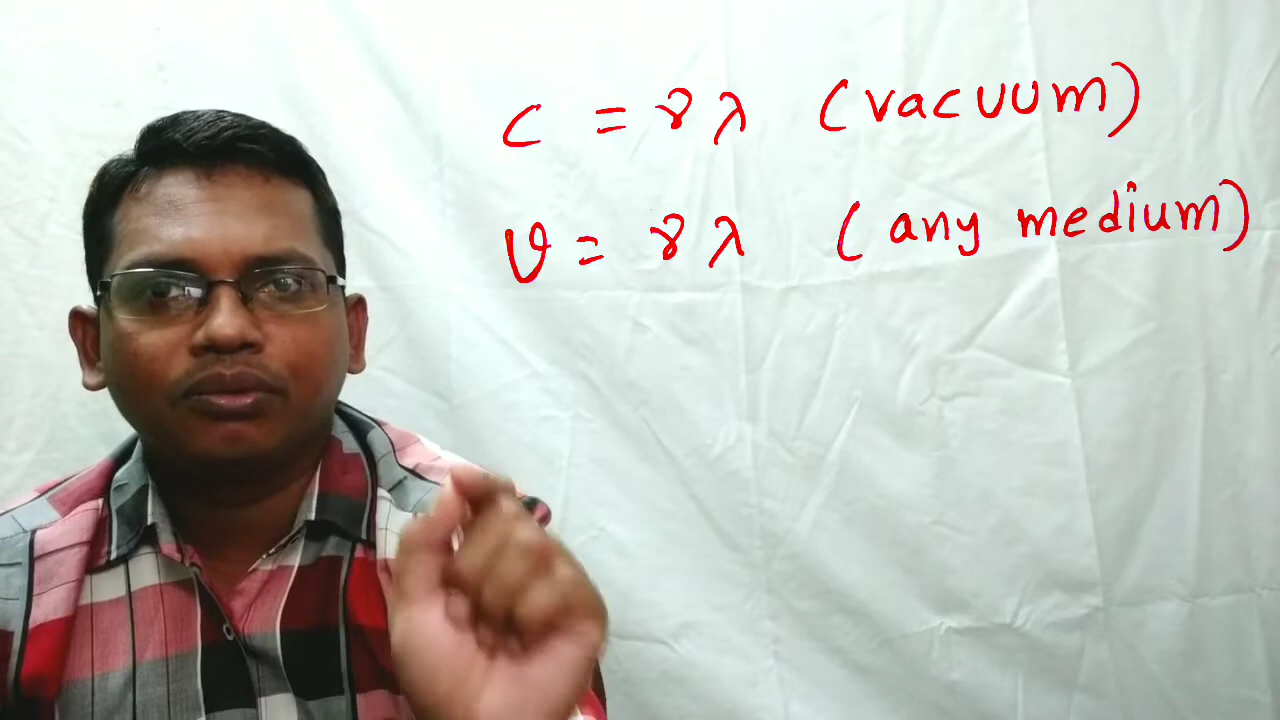 c = γ λ (vacuum)
v = γ λ (any medium)